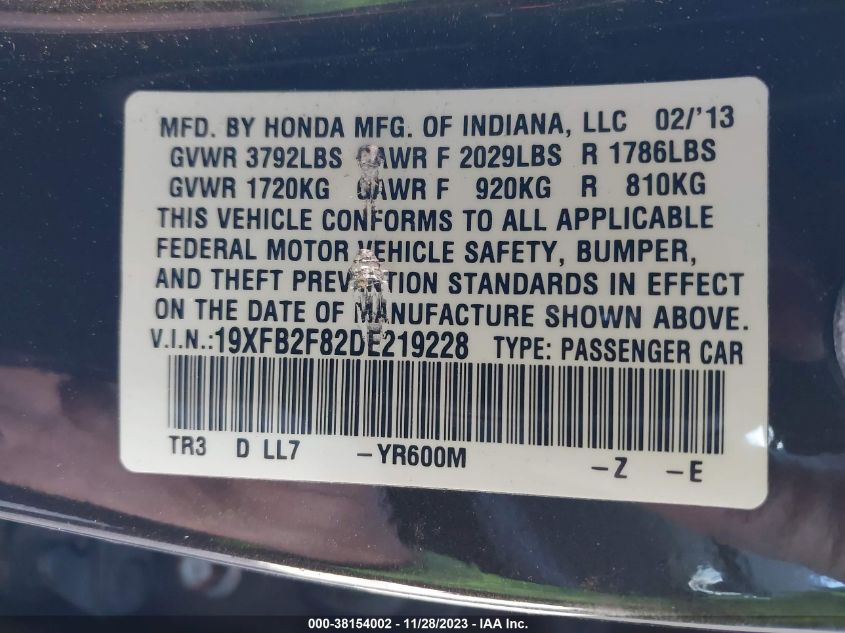 MFD. BY HONDA MFG. OF INDIANA, LLC 02/'13
GVWR 3792LBS GAWR F 2029LBS R 1786LBS
GVWR 1720KG GAWR F 920KG R 810KG
THIS VEHICLE CONFORMS TO ALL APPLICABLE
FEDERAL MOTOR VEHICLE SAFETY, BUMPER,
AND THEFT PREVENTION STANDARDS IN EFFECT
ON THE DATE OF MANUFACTURE SHOWN ABOVE.
V.I.N.:19XFB2F82DE219228 TYPE: PASSENGER CAR
TR3 D LL7 -YR600M -Z -E
000-38154002 - 11/28/2023 - IAA Inc.